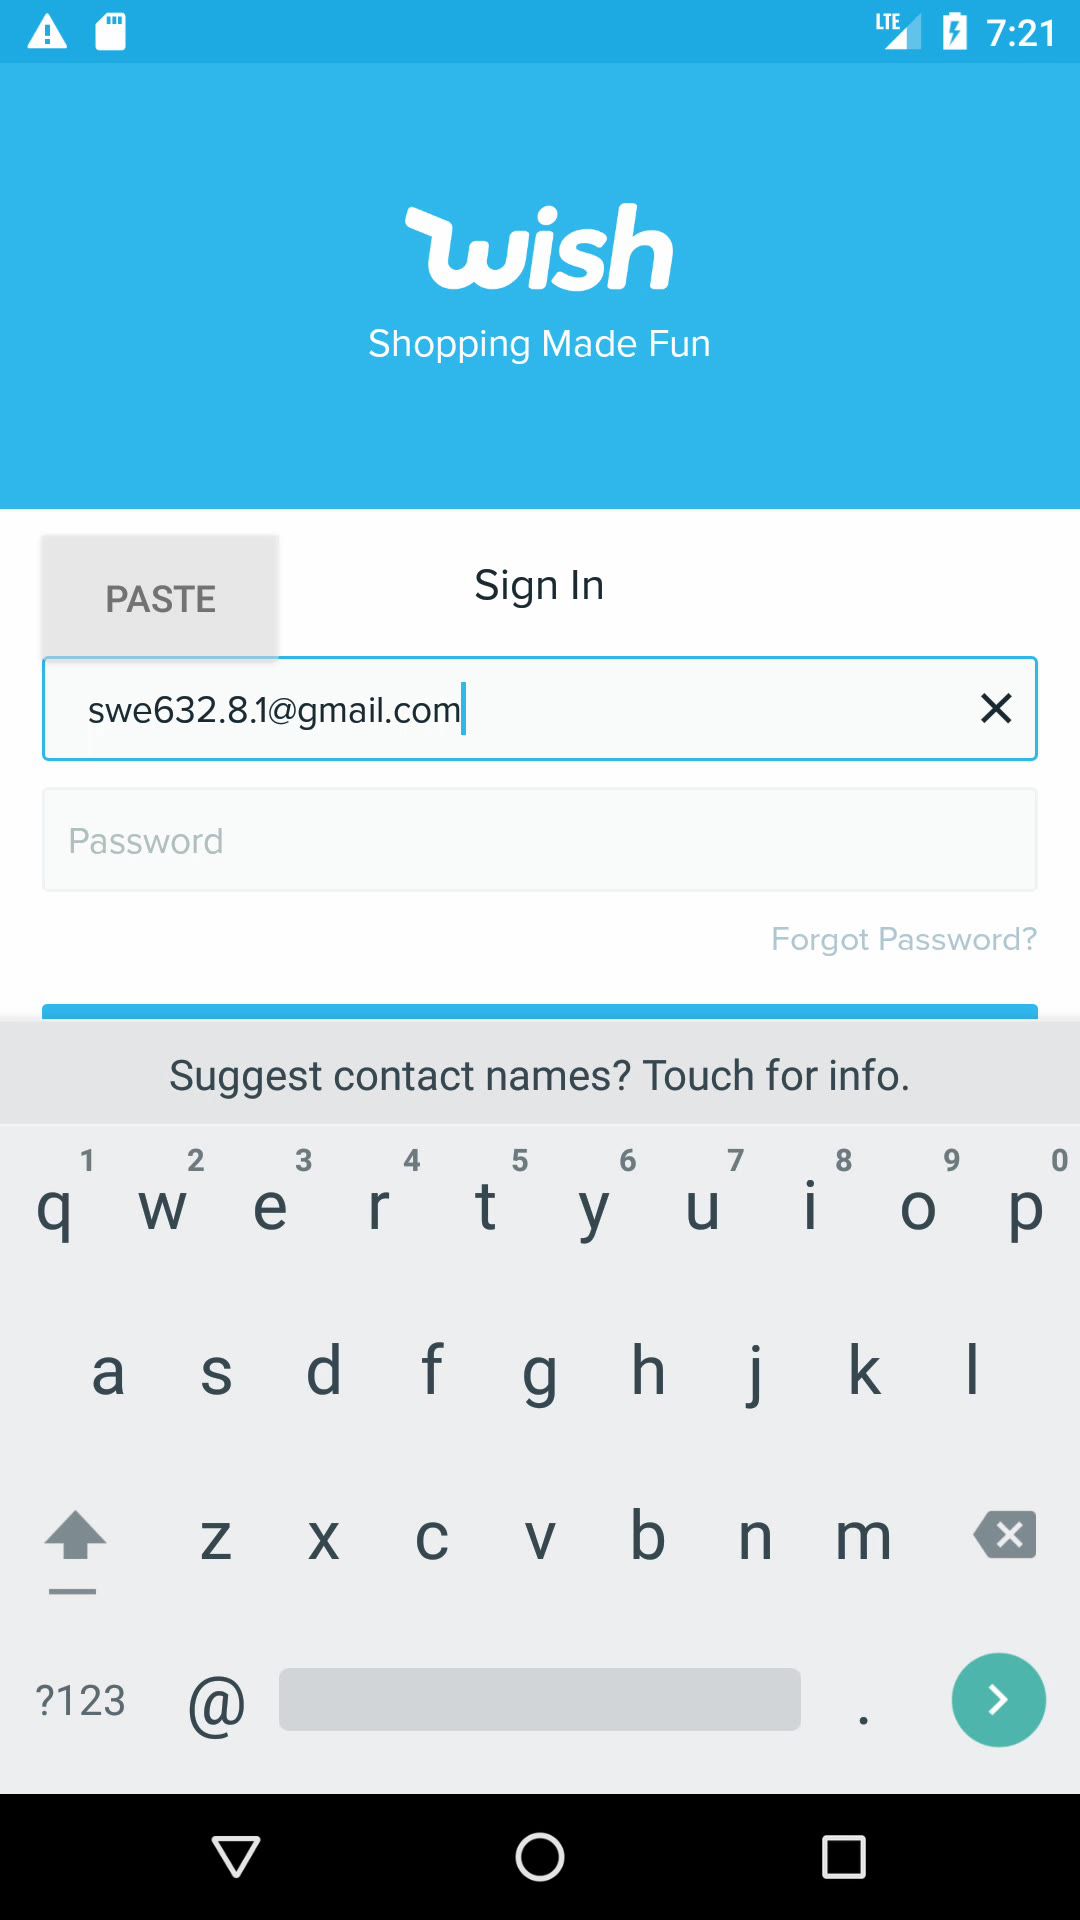 LTE 7:21
wish
Shopping Made Fun
PASTE
Sign In
swe632.8.1@gmail.com
Password
Forgot Password?
Suggest contact names? Touch for info.
1 2 3 4 5 6 7 8 9 0
q w e r t y u i o p
a s d f g h j k l
z x c v b n m
?123 @ .